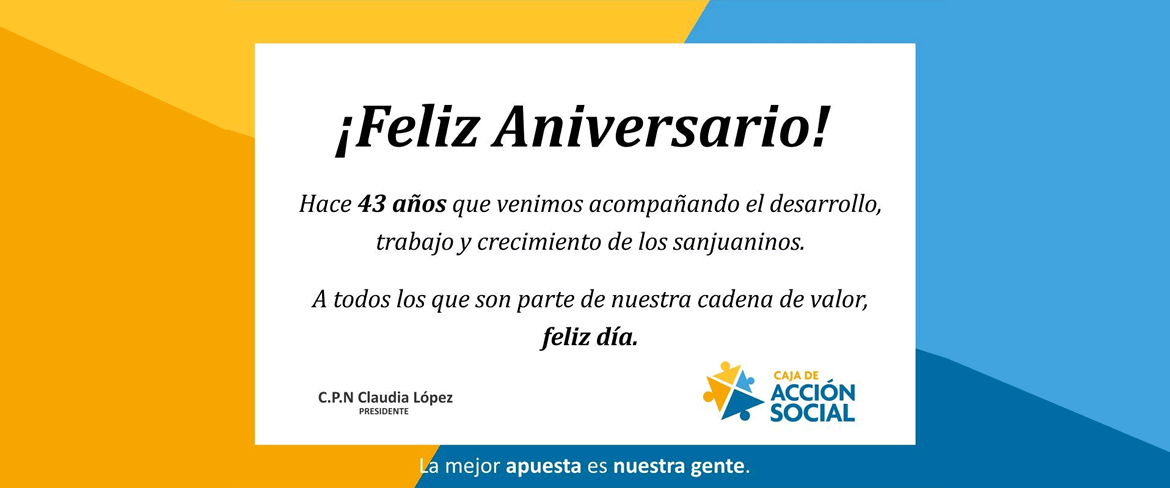 ¡Feliz Aniversario!
Hace 43 años que venimos acompañando el desarrollo,
trabajo y crecimiento de los sanjuaninos.
A todos los que son parte de nuestra cadena de valor,
feliz día.
C.P.N Claudia López
PRESIDENTE
CAJA DE
ACCIÓN
SOCIAL
La mejor apuesta es nuestra gente.